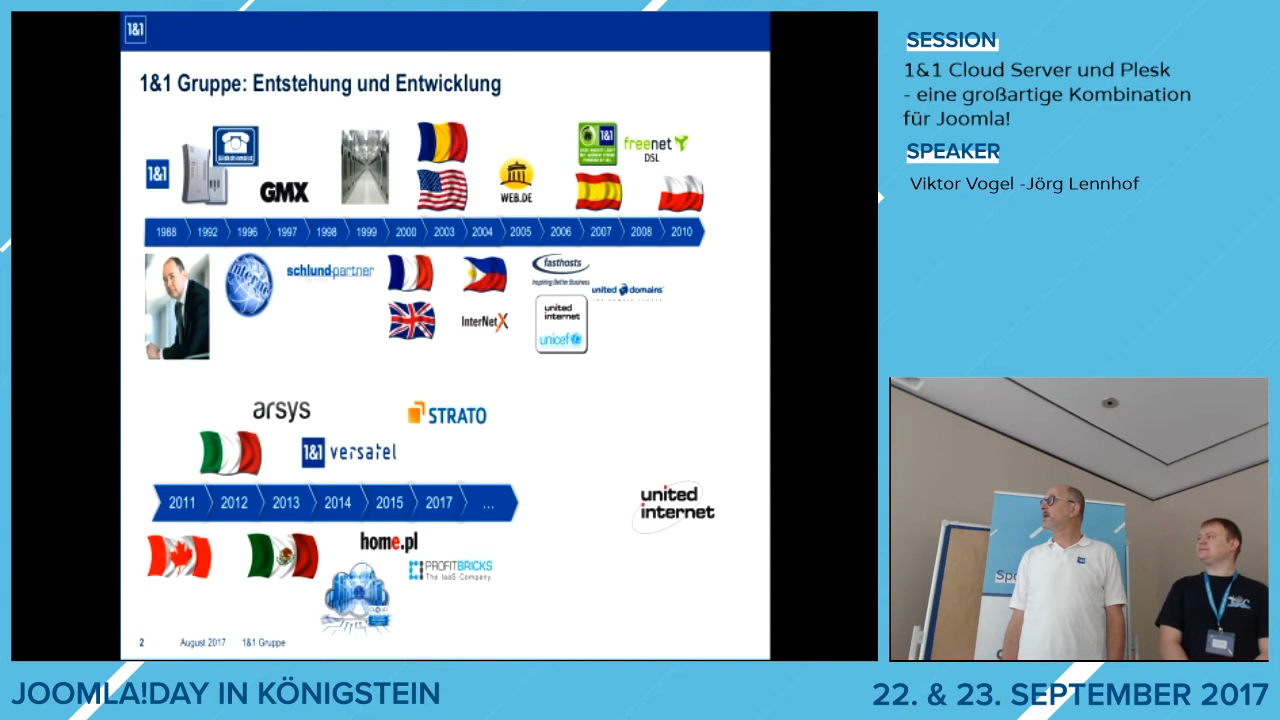 1&1
1&1 Gruppe: Entstehung und Entwicklung
1&1
GMX
WEB.DE
1&1
freenet
DSL
1988 1992 1996 1997 1998 1999 2000 2003 2004 2005 2006 2007 2008 2010
schlund+partner
InterNetX
fasthosts
Inspiring Better Business
united domains
united
internet
unicef
arsys
STRATO
1&1 versatel
2011 2012 2013 2014 2015 2017 ...
united
internet
home.pl
PROFITBRICKS
The IaaS-Company.
2 August 2017 1&1 Gruppe
SESSION
1&1 Cloud Server und Plesk
- eine großartige Kombination
für Joomla!
SPEAKER
Viktor Vogel -Jörg Lennhof
JOOMLA!DAY IN KÖNIGSTEIN
22. & 23. SEPTEMBER 2017